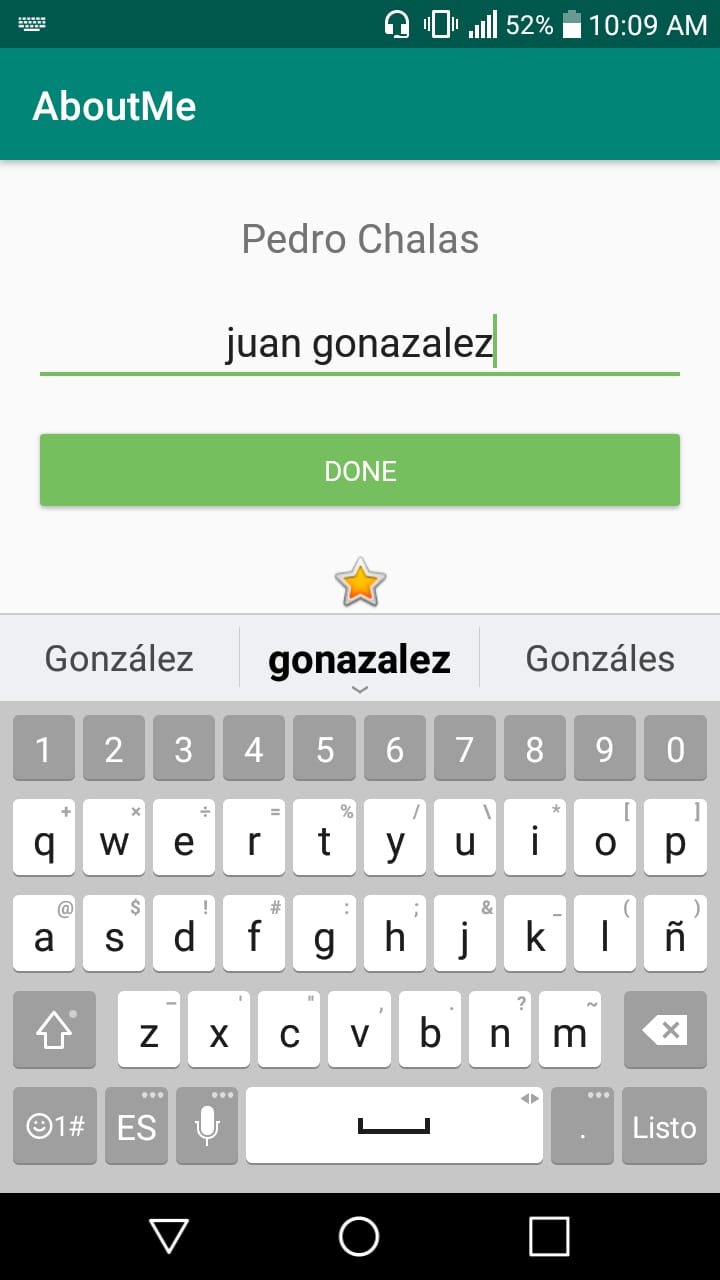 52% 10:09 AM
AboutMe
Pedro Chalas
juan gonazalez
DONE
González gonazalez Gonzáles
1 2 3 4 5 6 7 8 9 0
+ × ÷ = % / \ * [ ]
q w e r t y u i o p
@ $ ! # : ; & _ ( )
a s d f g h j k l ñ
– ' " , . ? ~
z x c v b n m
1# ES . Listo